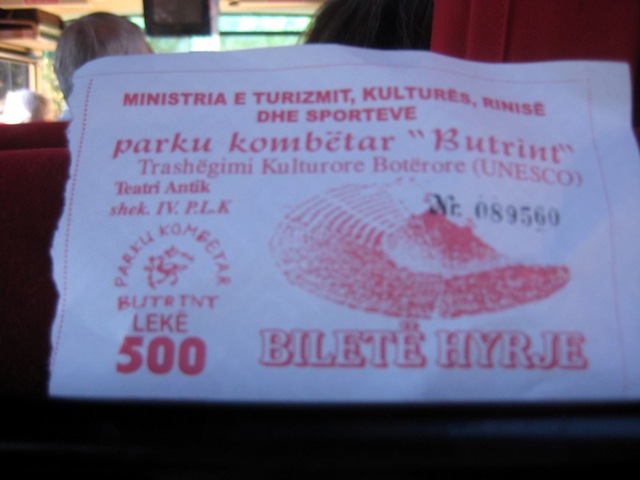 MINISTRIA E TURIZMIT, KULTURËS, RINISË
DHE SPORTEVE
parku kombëtar "Butrint"
Trashëgimi Kulturore Botërore (UNESCO)
Teatri Antik
shek. IV. P.L.K
Nr. 089560
PARKU KOMBETAR
BUTRINT
LEKË
500
BILETË HYRJE